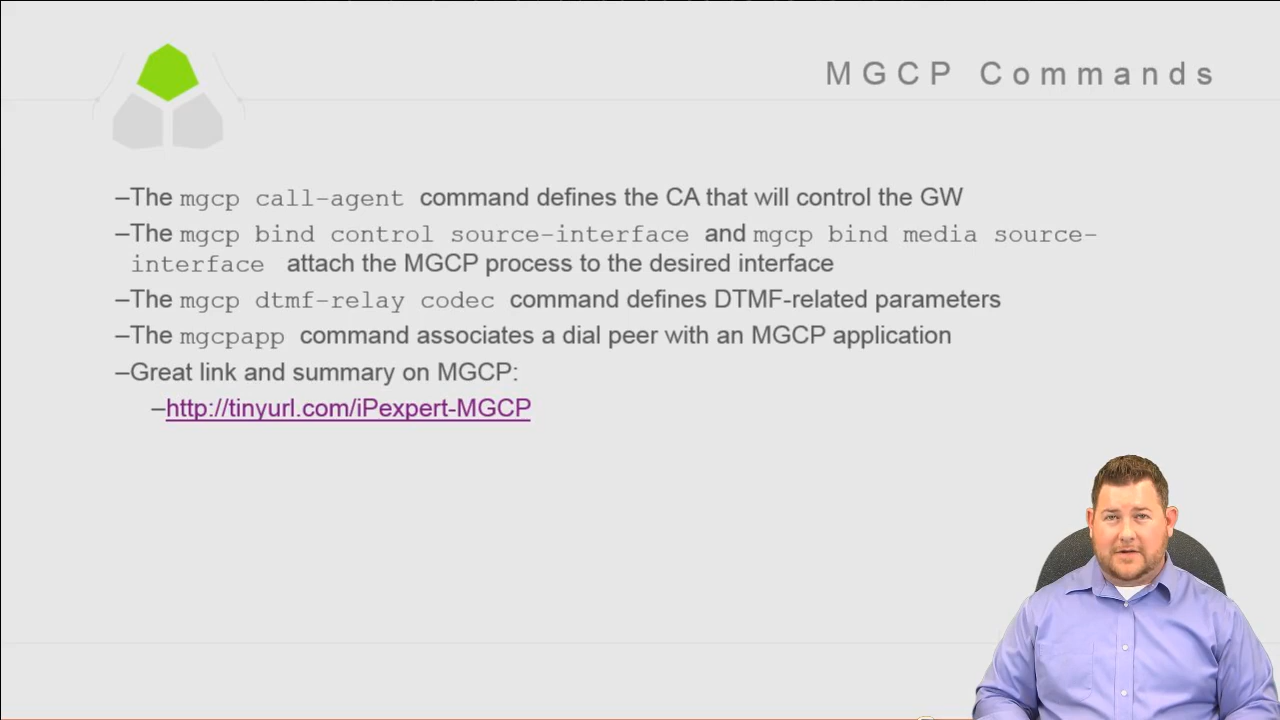 MGCP Commands
–The mgcp call-agent command defines the CA that will control the GW
–The mgcp bind control source-interface and mgcp bind media source-
interface attach the MGCP process to the desired interface
–The mgcp dtmf-relay codec command defines DTMF-related parameters
–The mgcpapp command associates a dial peer with an MGCP application
–Great link and summary on MGCP:
–http://tinyurl.com/iPexpert-MGCP